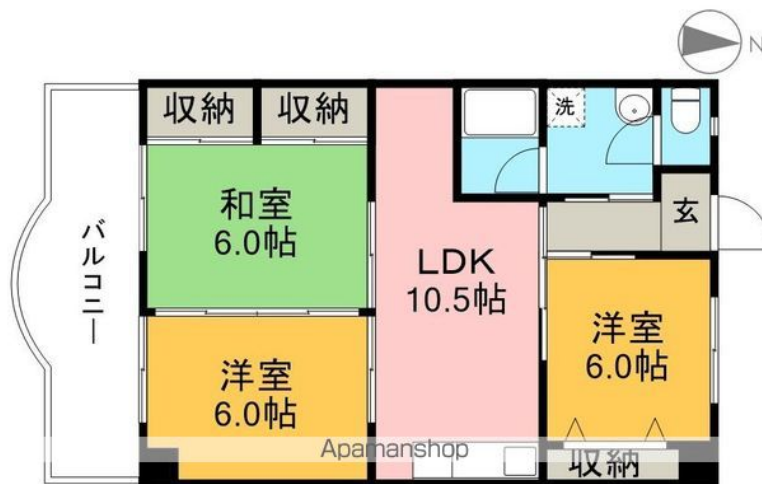 N
収納
収納
洗
和室
6.0帖
玄
バルコニー
LDK
10.5帖
洋室
6.0帖
洋室
6.0帖
Apamanshop
収納